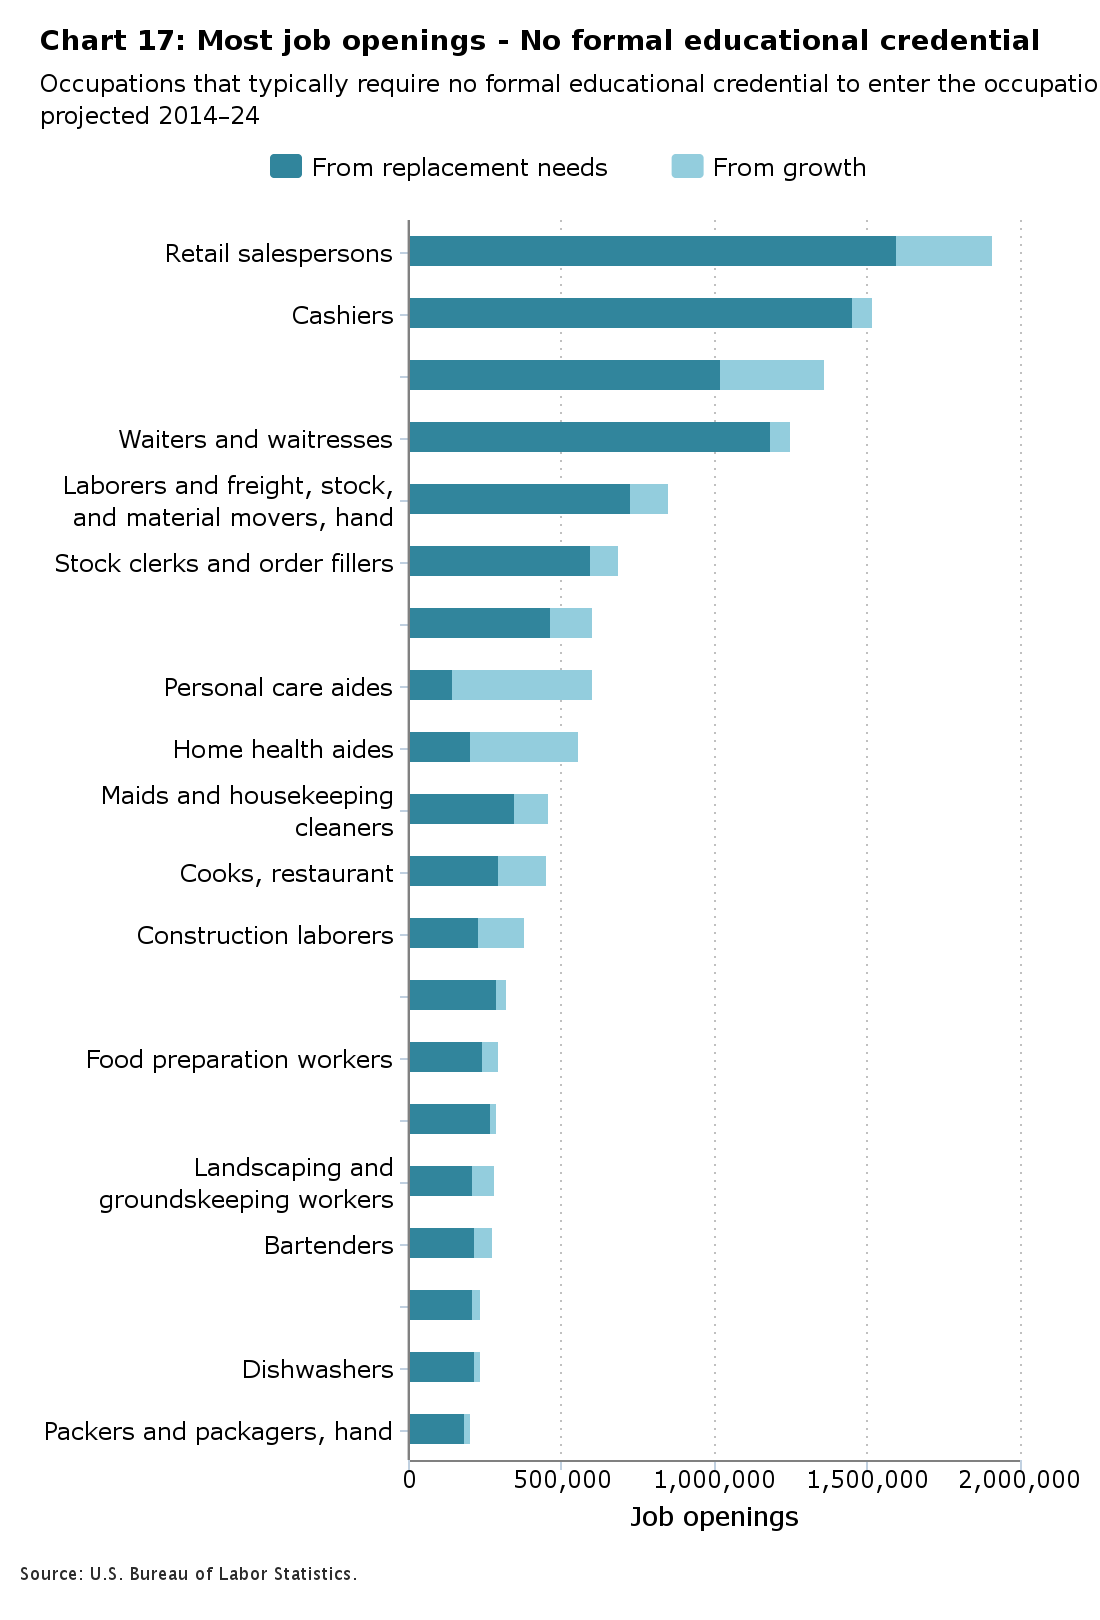 Chart 17: Most job openings - No formal educational credential
Occupations that typically require no formal educational credential to enter the occupatio
projected 2014–24
From replacement needs
From growth
Retail salespersons
Cashiers
Waiters and waitresses
Laborers and freight, stock,
and material movers, hand
Stock clerks and order fillers
Personal care aides
Home health aides
Maids and housekeeping
cleaners
Cooks, restaurant
Construction laborers
Food preparation workers
Landscaping and
groundskeeping workers
Bartenders
Dishwashers
Packers and packagers, hand
0 500,000 1,000,000 1,500,000 2,000,000
Job openings
Source: U.S. Bureau of Labor Statistics.